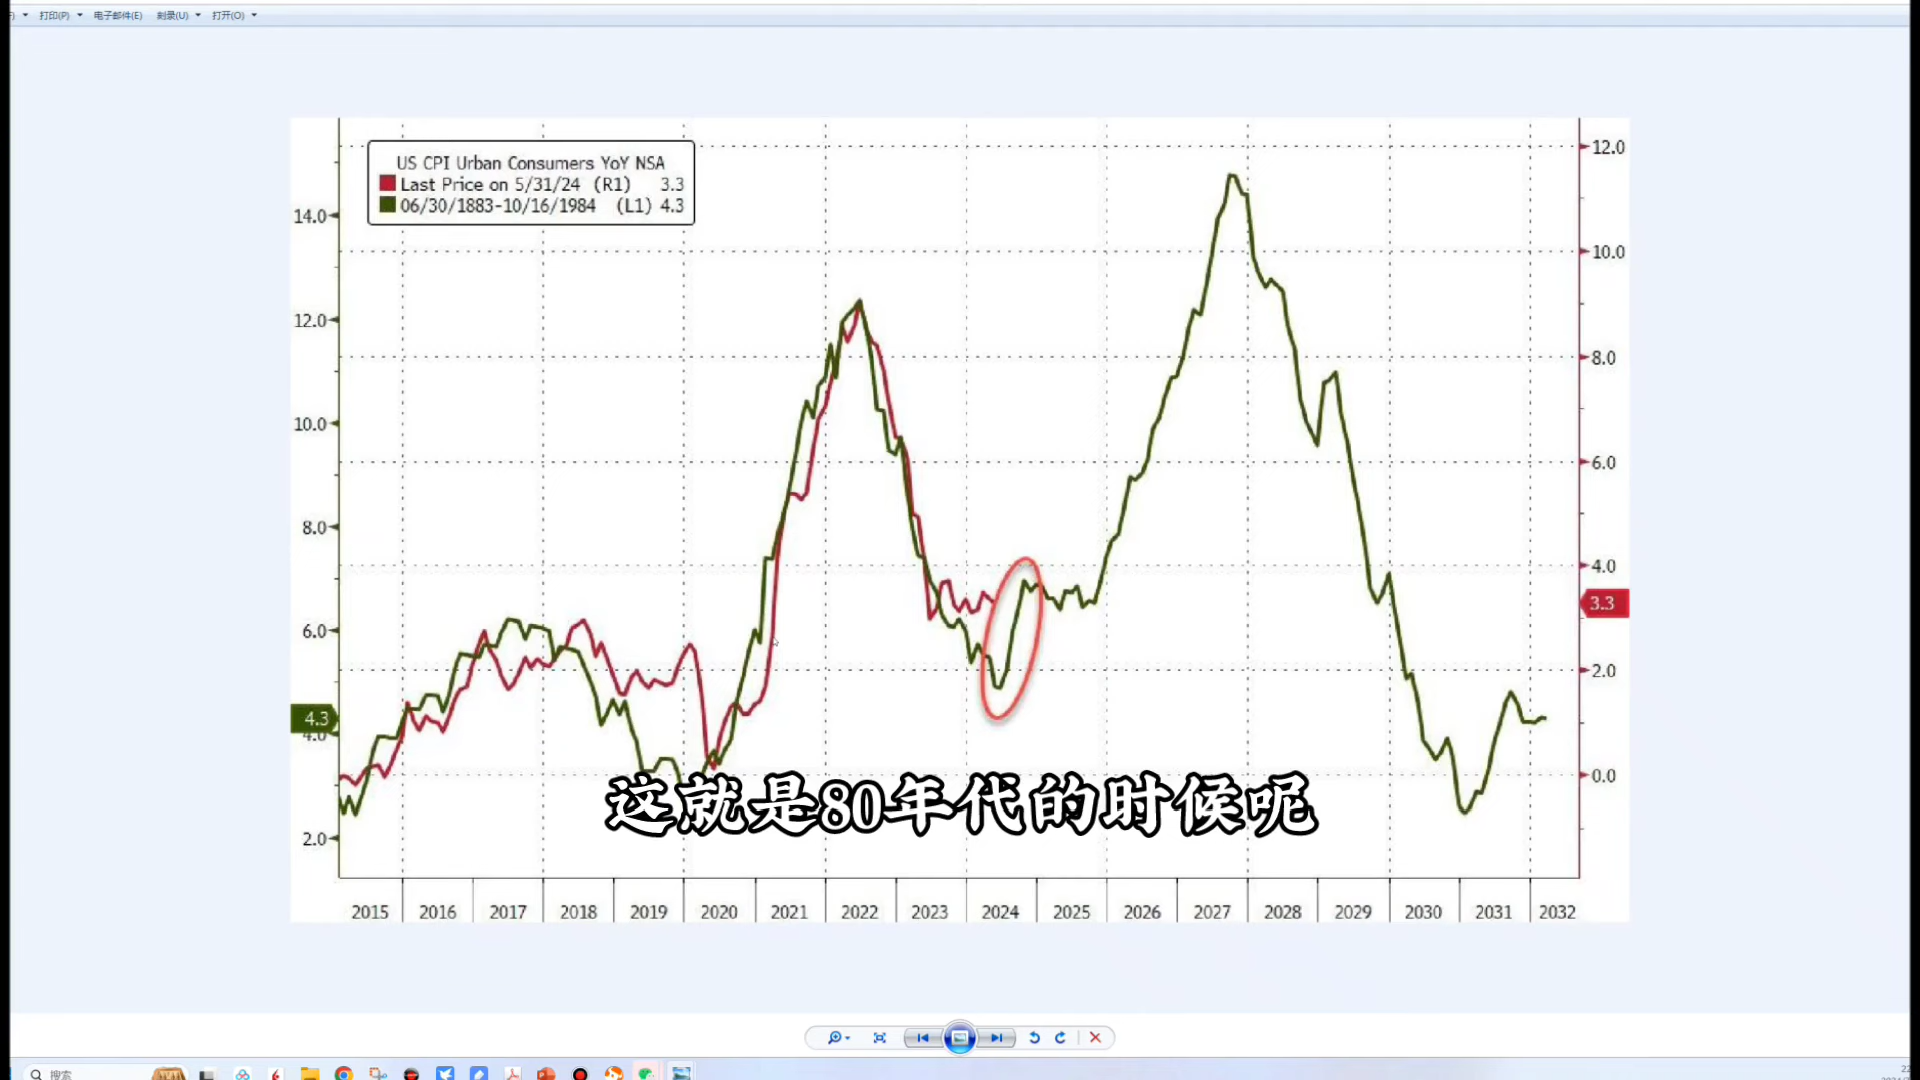 打印(P) 电子邮件(E) 刻录(U) 打开(O)
US CPI Urban Consumers YoY NSA
Last Price on 5/31/24 (R1) 3.3
06/30/1883-10/16/1984 (L1) 4.3
14.0
12.0
10.0
8.0
6.0
4.3
4.0
2.0
12.0
10.0
8.0
6.0
4.0
3.3
2.0
0.0
这就是80年代的时候呢
2015 2016 2017 2018 2019 2020 2021 2022 2023 2024 2025 2026 2027 2028 2029 2030 2031 2032
搜索